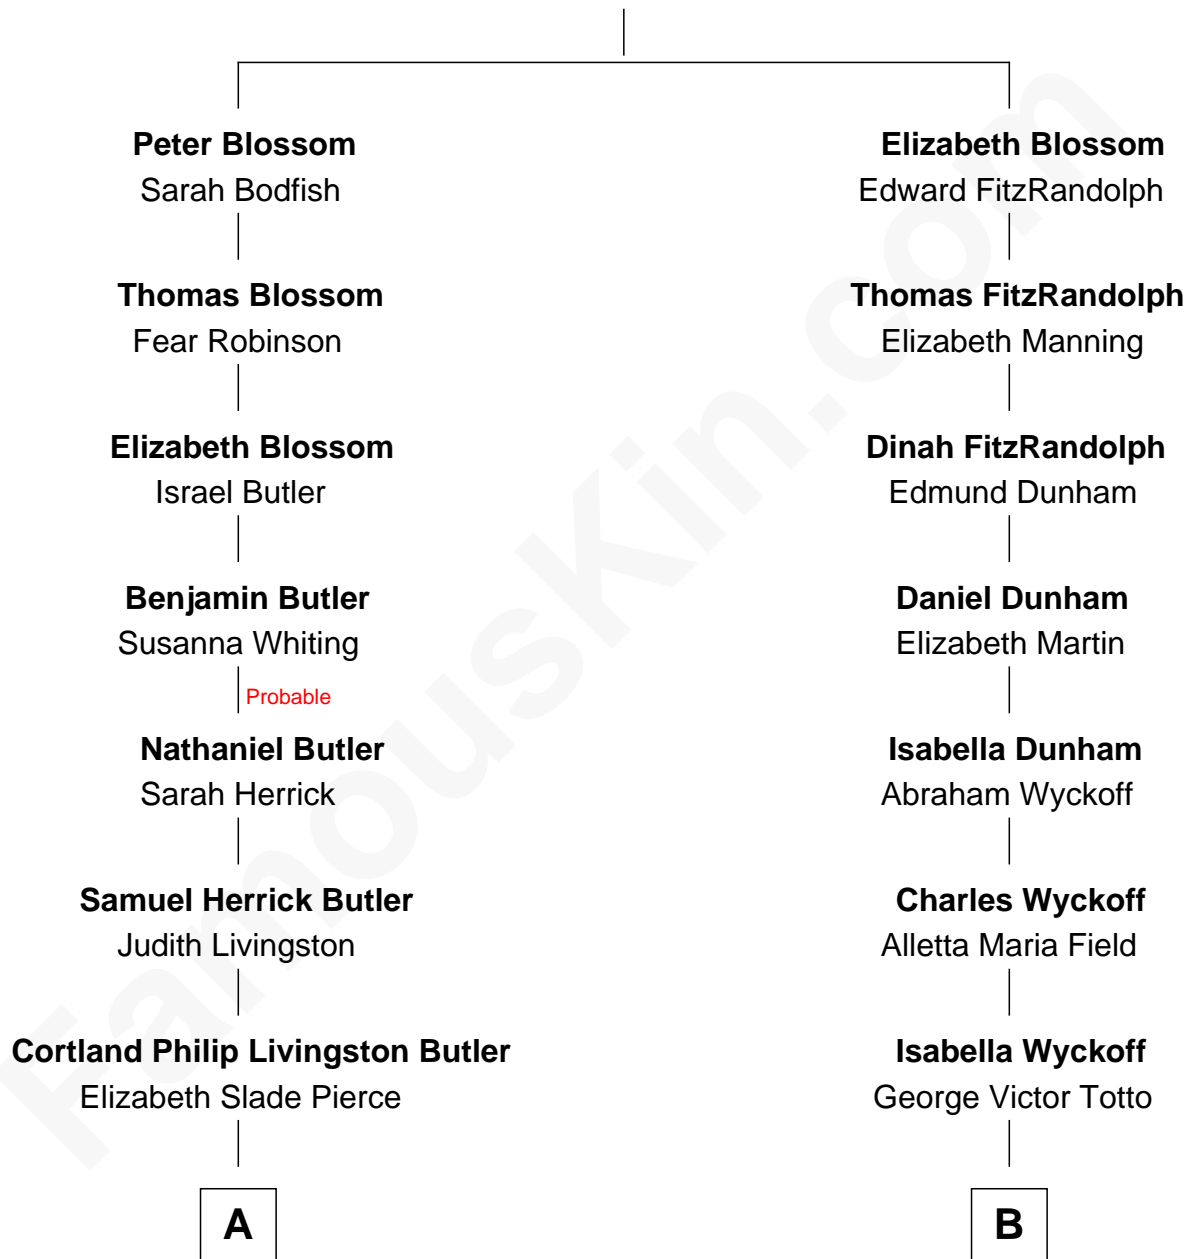 Peter Blossom
Sarah Bodfish
Elizabeth Blossom
Edward FitzRandolph
Thomas Blossom
Fear Robinson
Thomas FitzRandolph
Elizabeth Manning
Elizabeth Blossom
Israel Butler
Dinah FitzRandolph
Edmund Dunham
Benjamin Butler
Susanna Whiting
Daniel Dunham
Elizabeth Martin
Probable
Nathaniel Butler
Sarah Herrick
Isabella Dunham
Abraham Wyckoff
Samuel Herrick Butler
Judith Livingston
Charles Wyckoff
Alletta Maria Field
Cortland Philip Livingston Butler
Elizabeth Slade Pierce
Isabella Wyckoff
George Victor Totto
A
B
FamousKin.com